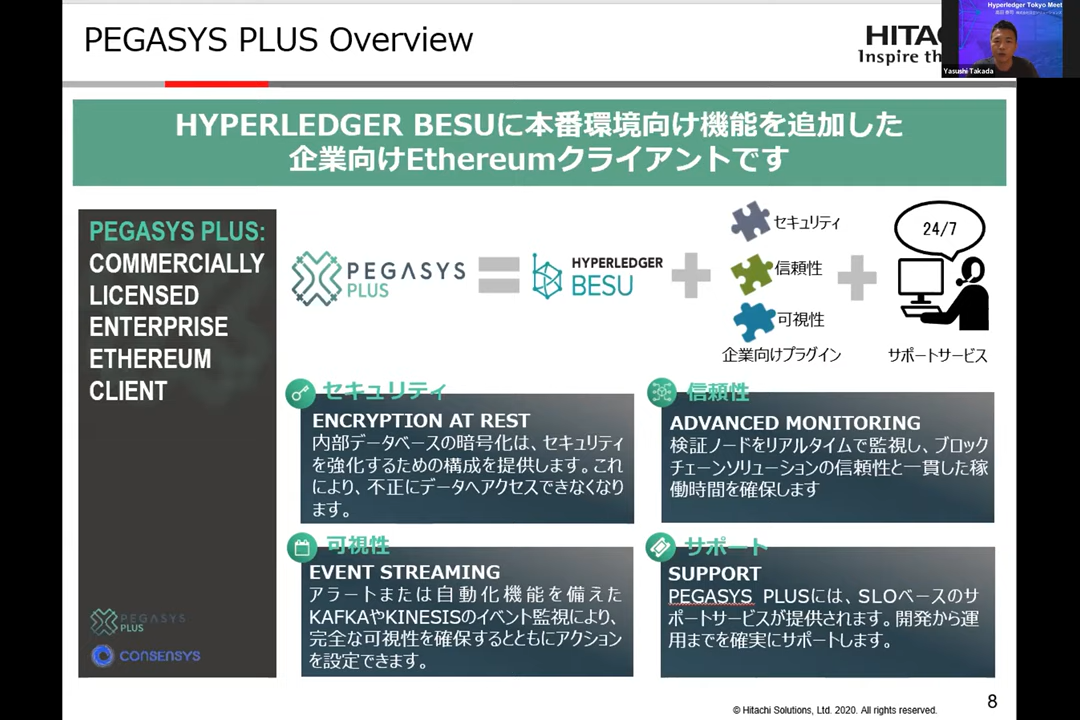 PEGASYS PLUS Overview
HITAC
Inspire th
Hyperledger Tokyo Meet
Yasushi Takada
HYPERLEDGER BESUに本番環境向け機能を追加した
企業向けEthereumクライアントです
PEGASYS PLUS:
COMMERCIALLY
LICENSED
ENTERPRISE
ETHEREUM
CLIENT
PEGASYS
PLUS
CONSENSYS
PEGASYS
PLUS
HYPERLEDGER
BESU
セキュリティ
信頼性
可視性
企業向けプラグイン
24/7
サポートサービス
セキュリティ
ENCRYPTION AT REST
内部データベースの暗号化は、セキュリティ
を強化するための構成を提供します。これ
により、不正にデータへアクセスできなくなり
ます。
信頼性
ADVANCED MONITORING
検証ノードをリアルタイムで監視し、ブロック
チェーンソリューションの信頼性と一貫した稼
働時間を確保します
可視性
EVENT STREAMING
アラートまたは自動化機能を備えた
KAFKAやKINESISのイベント監視により、
完全な可視性を確保するとともにアクション
を設定できます。
サポート
SUPPORT
PEGASYS PLUSには、SLOベースのサ
ポートサービスが提供されます。開発から運
用までを確実にサポートします。
© Hitachi Solutions, Ltd. 2020. All rights reserved.
8